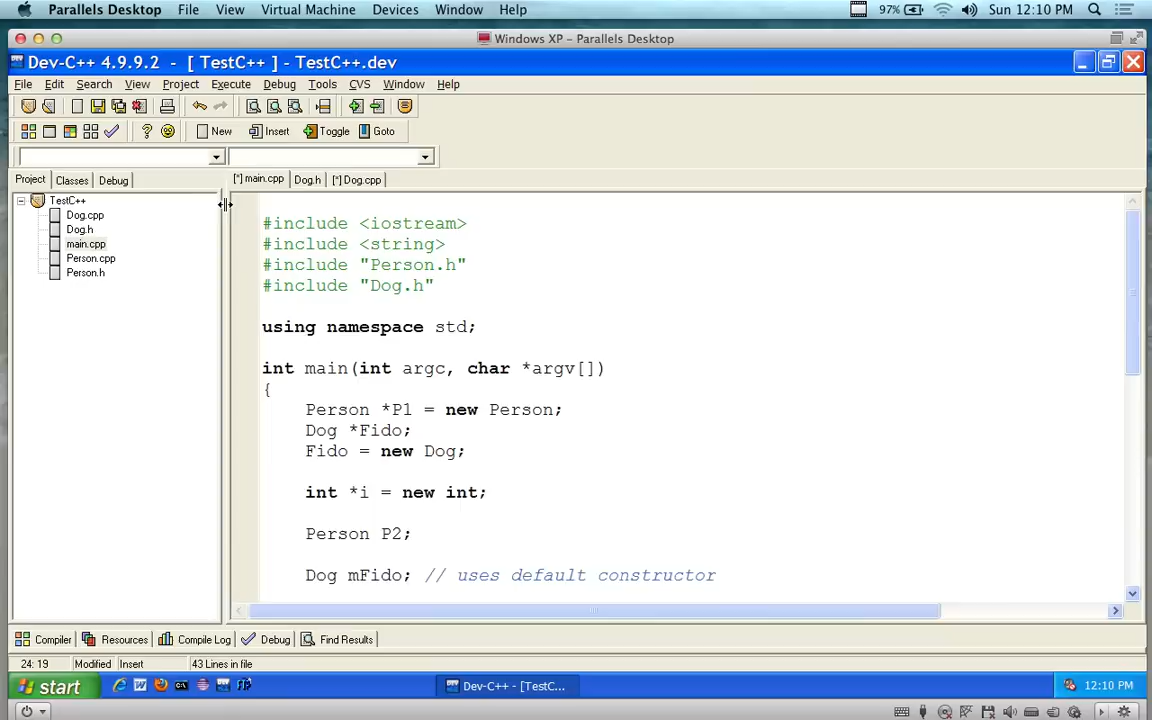 Parallels Desktop File View Virtual Machine Devices Window Help 97% Sun 12:10 PM
Windows XP – Parallels Desktop
Dev-C++ 4.9.9.2 - [ TestC++ ] - TestC++.dev
File Edit Search View Project Execute Debug Tools CVS Window Help
New Insert Toggle Goto
Project Classes Debug
[*] main.cpp Dog.h [*] Dog.cpp
TestC++
Dog.cpp
Dog.h
main.cpp
Person.cpp
Person.h
#include <iostream>
#include <string>
#include "Person.h"
#include "Dog.h"
using namespace std;
int main(int argc, char *argv[])
{
Person *P1 = new Person;
Dog *Fido;
Fido = new Dog;
int *i = new int;
Person P2;
Dog mFido; // uses default constructor
Compiler Resources Compile Log Debug Find Results
24: 19 Modified Insert 43 Lines in file
start Dev-C++ - [TestC... 12:10 PM